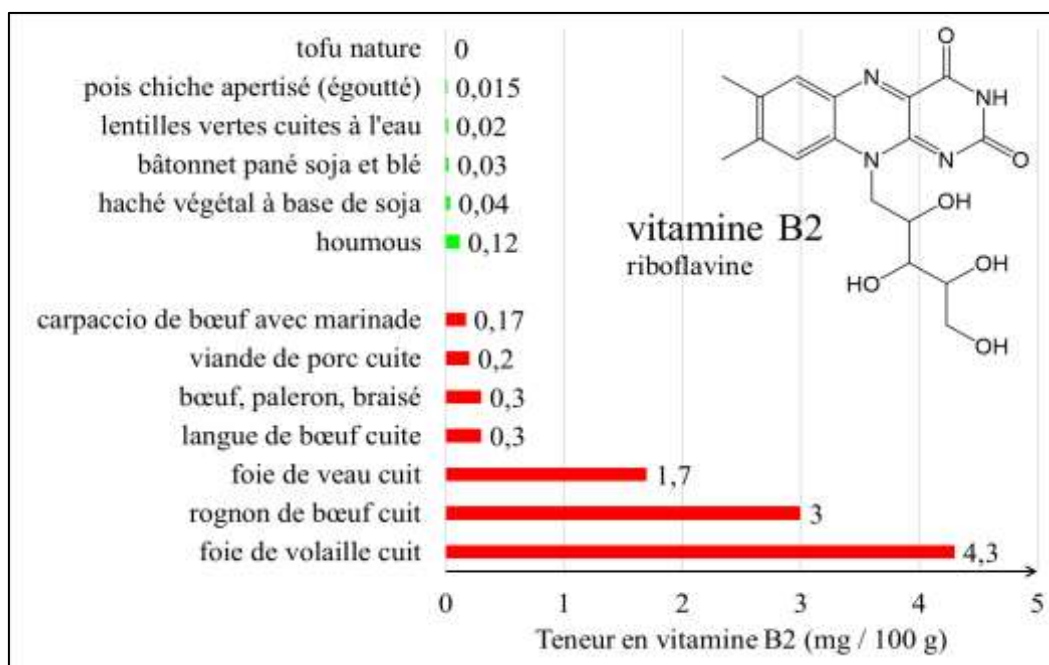 tofu nature 0
pois chiche apertisé (égoutté) 0,015
lentilles vertes cuites à l'eau 0,02
bâtonnet pané soja et blé 0,03
haché végétal à base de soja 0,04
houmous 0,12
carpaccio de bœuf avec marinade 0,17
viande de porc cuite 0,2
bœuf, paleron, braisé 0,3
langue de bœuf cuite 0,3
foie de veau cuit 1,7
rognon de bœuf cuit 3
foie de volaille cuit 4,3
0 1 2 3 4 5
Teneur en vitamine B2 (mg / 100 g)
vitamine B2
riboflavine
O
N
NH
N
N
O
OH
HO
OH
OH